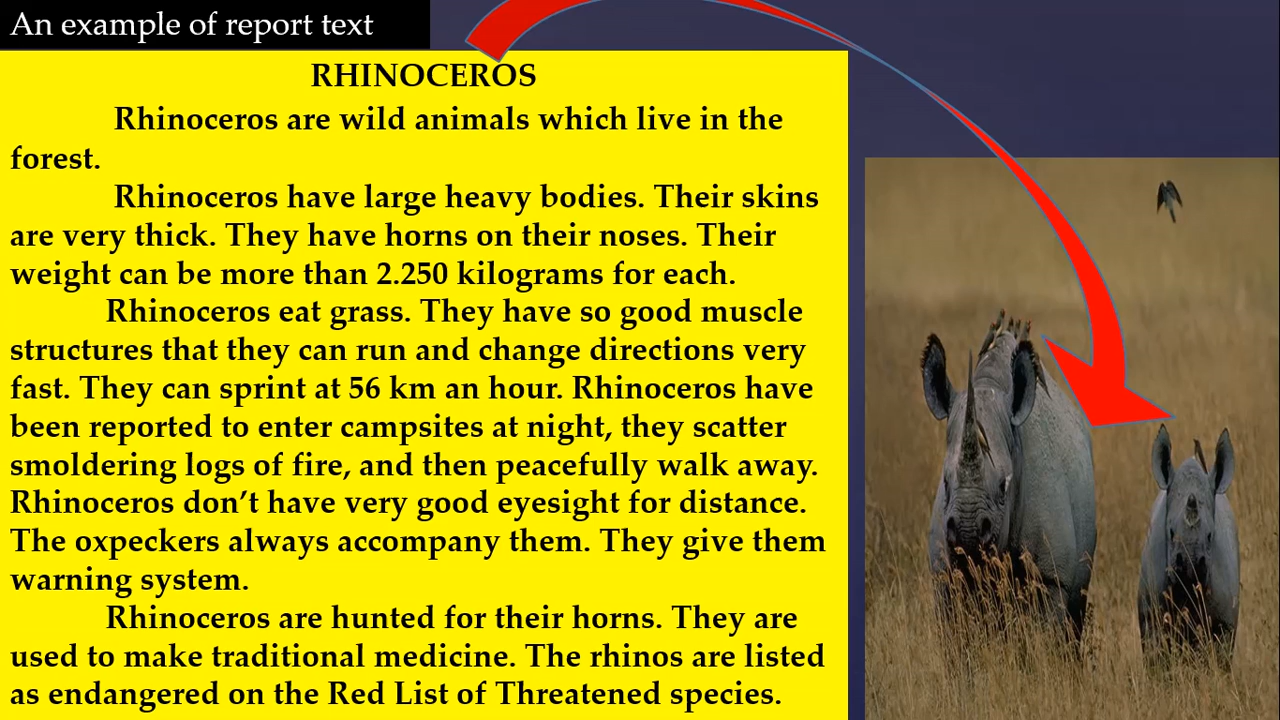 An example of report text
RHINOCEROS
Rhinoceros are wild animals which live in the
forest.
Rhinoceros have large heavy bodies. Their skins
are very thick. They have horns on their noses. Their
weight can be more than 2.250 kilograms for each.
Rhinoceros eat grass. They have so good muscle
structures that they can run and change directions very
fast. They can sprint at 56 km an hour. Rhinoceros have
been reported to enter campsites at night, they scatter
smoldering logs of fire, and then peacefully walk away.
Rhinoceros don’t have very good eyesight for distance.
The oxpeckers always accompany them. They give them
warning system.
Rhinoceros are hunted for their horns. They are
used to make traditional medicine. The rhinos are listed
as endangered on the Red List of Threatened species.